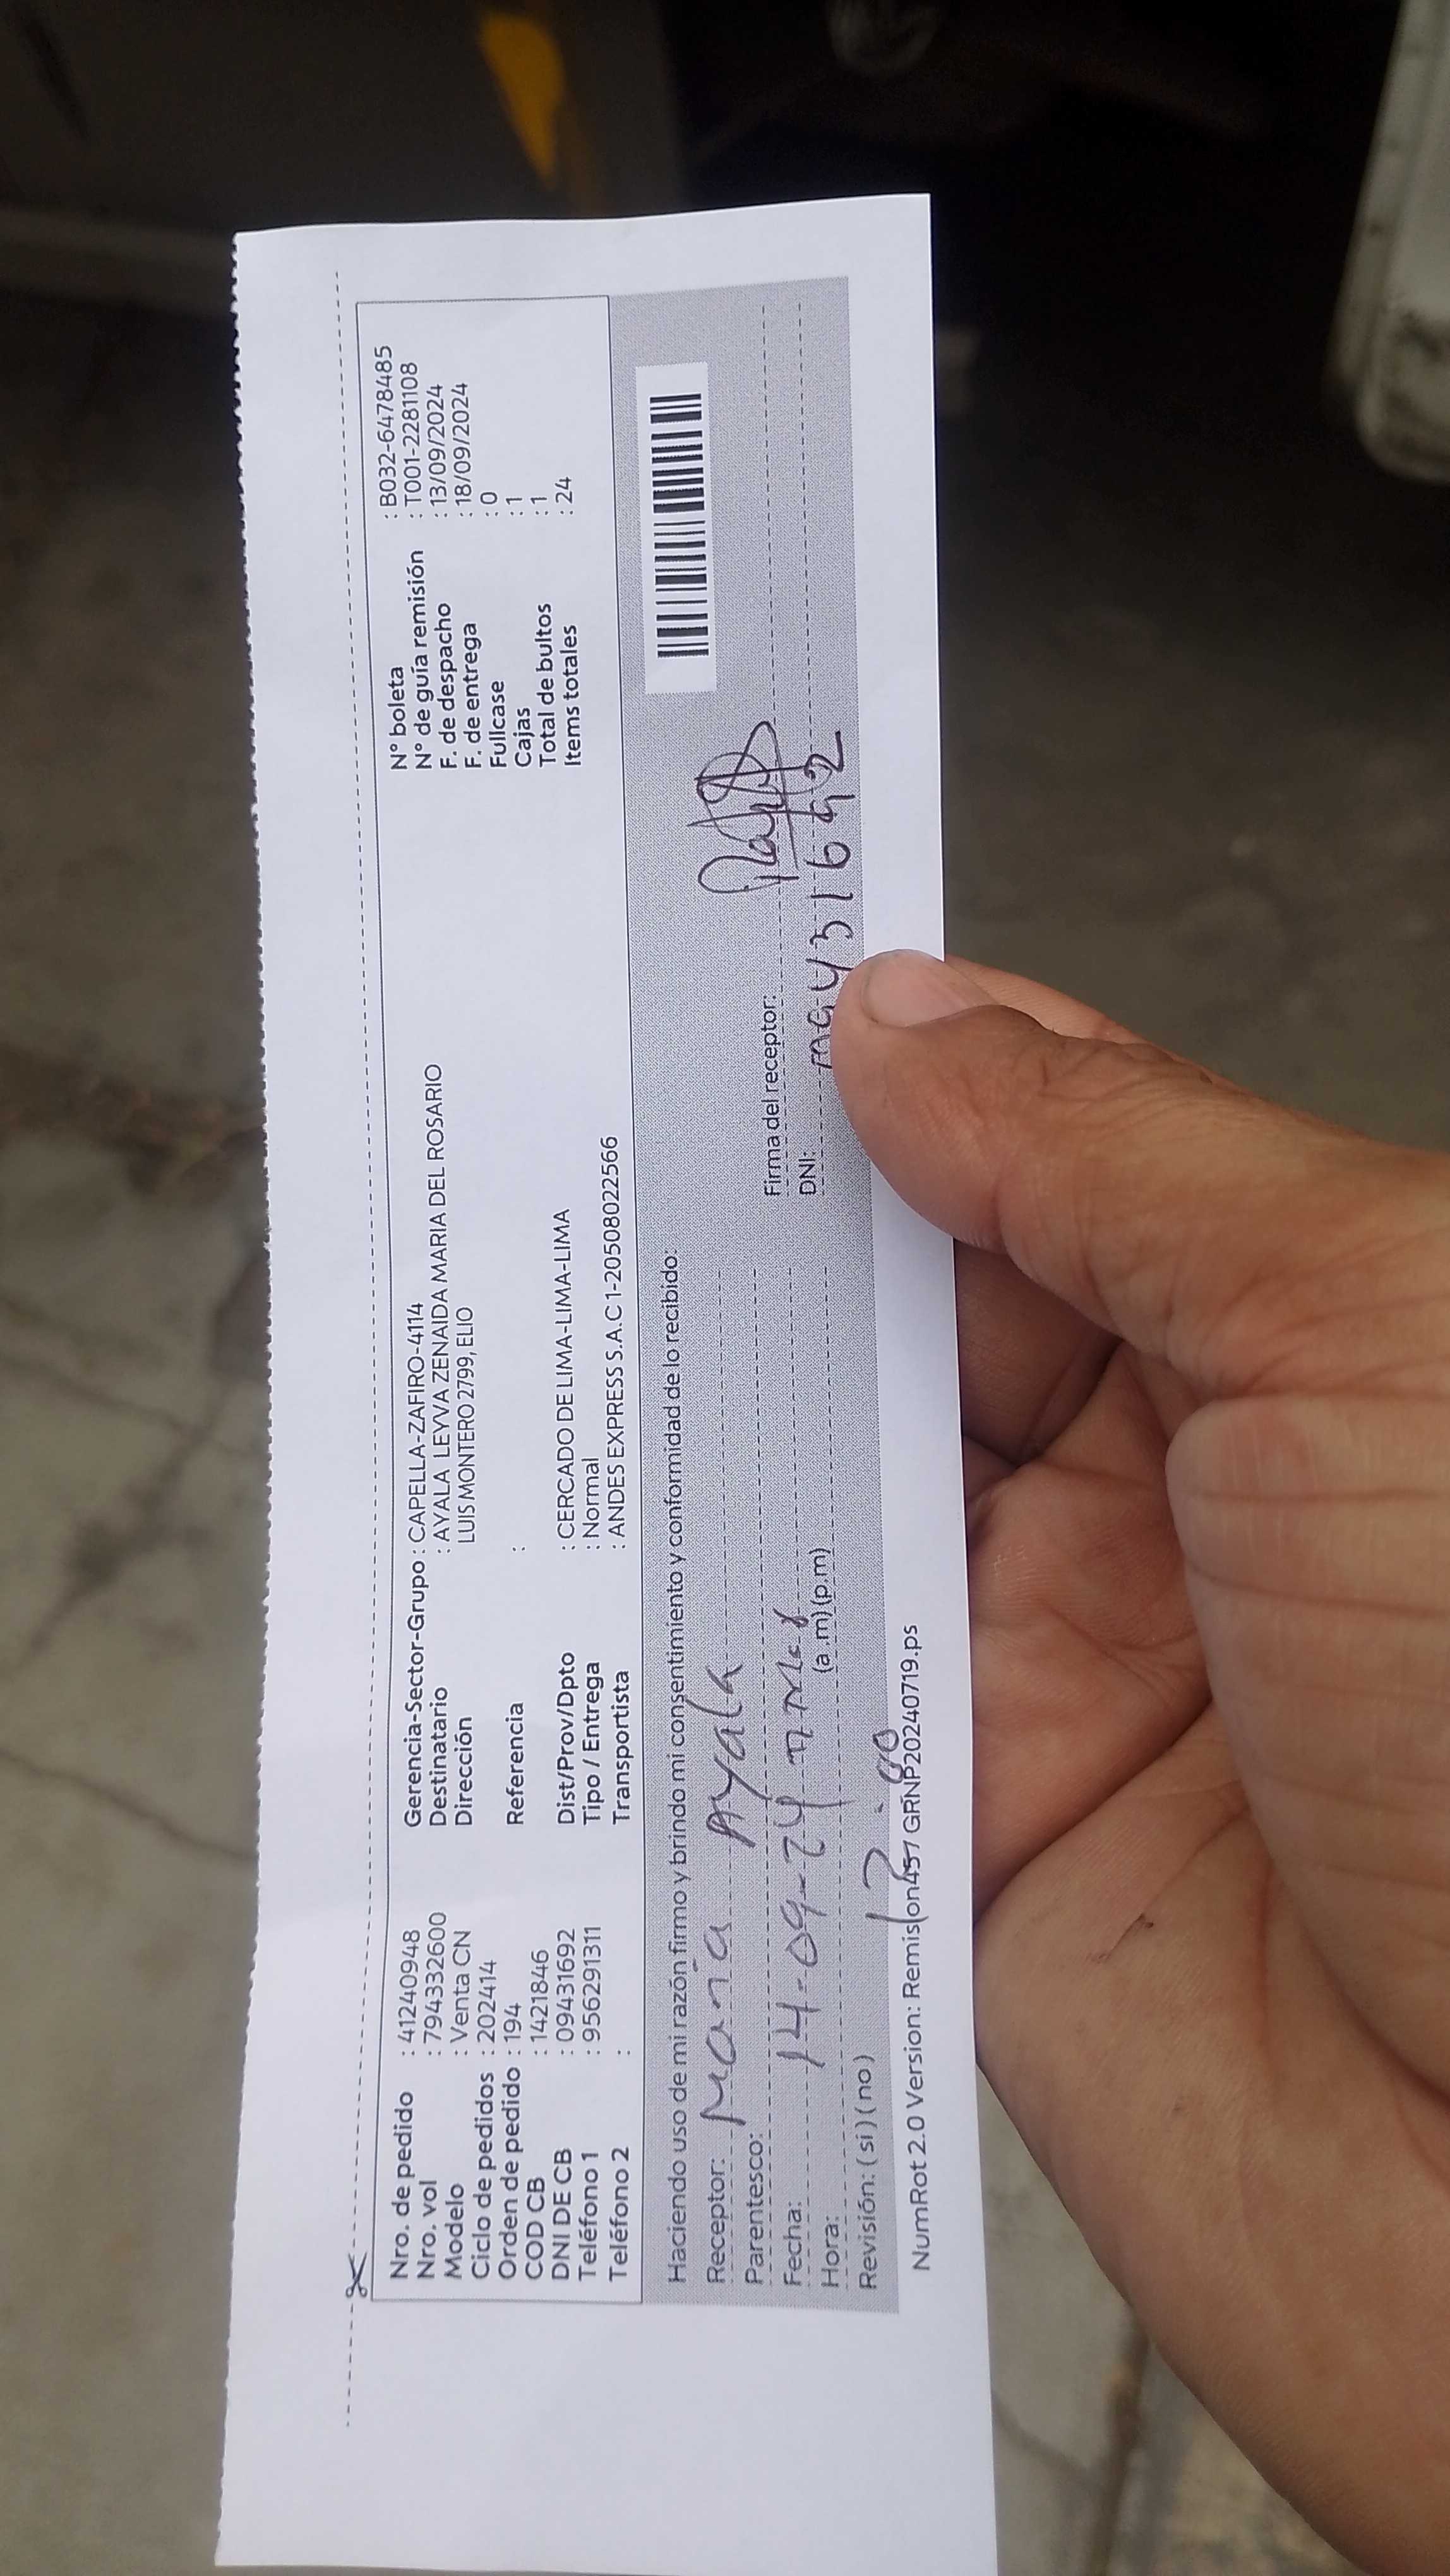 Nro. de pedido : 41240948
Nro. vol : 794332600
Modelo : Venta CN
Ciclo de pedidos : 202414
Orden de pedido : 194
COD CB : 1421846
DNI DE CB : 09431692
Teléfono 1 : 956291311
Teléfono 2 :
Gerencia-Sector-Grupo : CAPELLA-ZAFIRO-4114
Destinatario : AYALA LEYVA ZENAIDA MARIA DEL ROSARIO
Dirección LUIS MONTERO 2799, ELIO
Referencia :
Dist/Prov/Dpto : CERCADO DE LIMA-LIMA-LIMA
Tipo / Entrega : Normal
Transportista : ANDES EXPRESS S.A.C 1-20508022566
N° boleta : B032-6478485
N° de guía remisión : T001-2281108
F. de despacho : 13/09/2024
F. de entrega : 18/09/2024
Fullcase : 0
Cajas : 1
Total de bultos : 1
Items totales : 24
Haciendo uso de mi razón firmo y brindo mi consentimiento y conformidad de lo recibido:
Receptor: Maria Ayala
Parentesco:
Fecha: 14-09-24
Hora: (a.m) (p.m)
Revisión: ( si ) ( no )
Firma del receptor:
DNI: 09431692
NumRot 2.0 Version: Remision451 GRNP20240719.ps